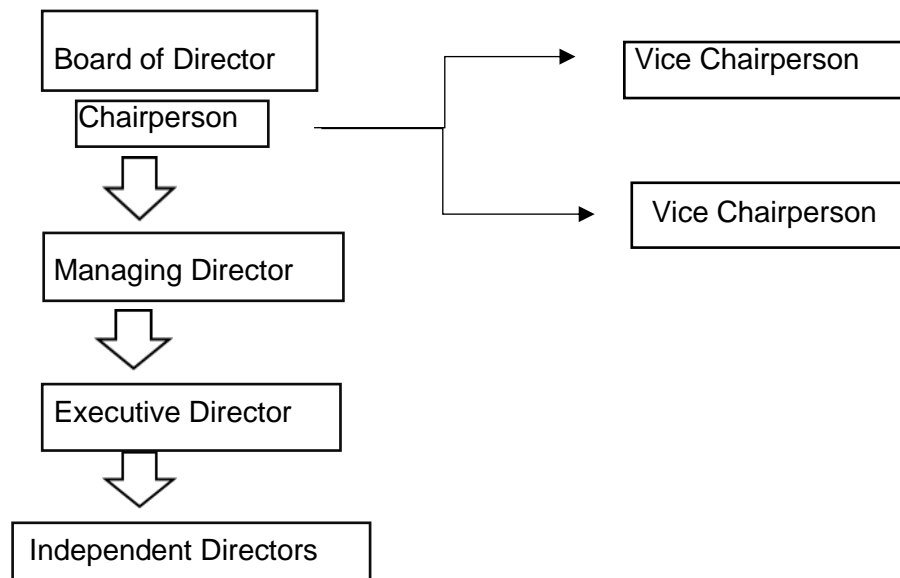 Board of Director
Vice Chairperson
Chairperson
Vice Chairperson
Managing Director
Executive Director
Independent Directors